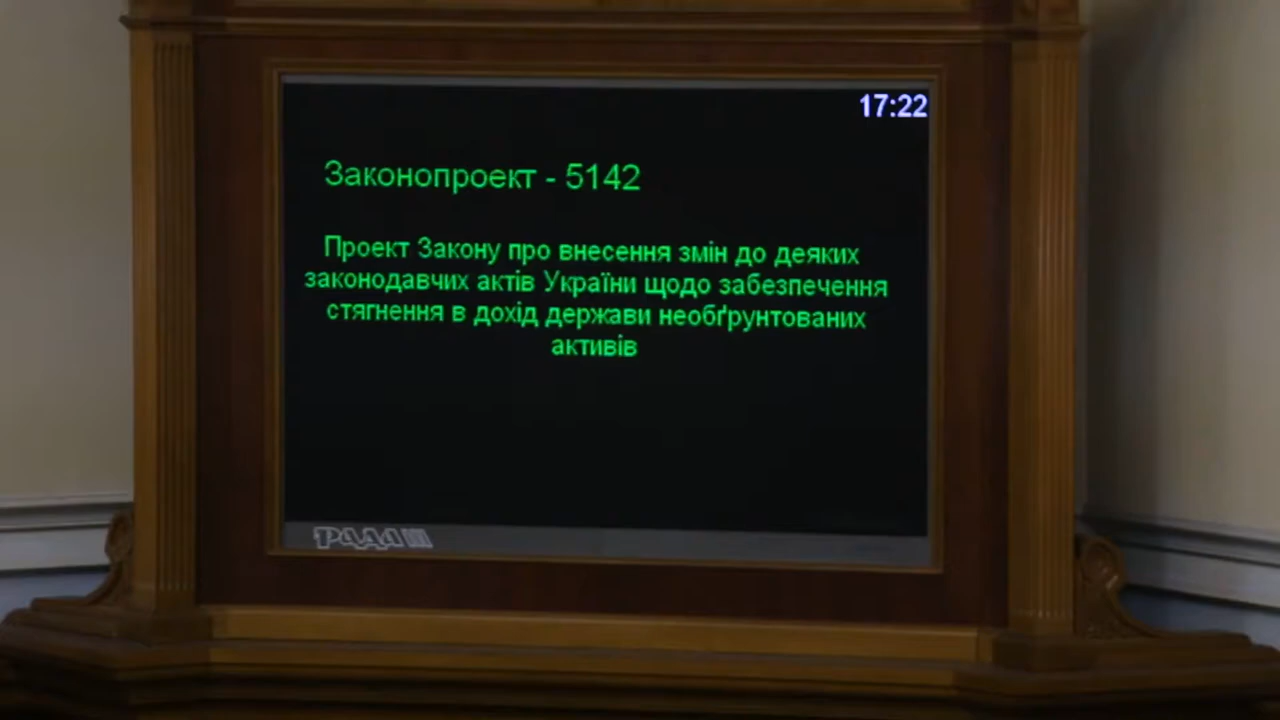 17:22
Законопроект - 5142
Проект Закону про внесення змін до деяких
законодавчих актів України щодо забезпечення
стягнення в дохід держави необґрунтованих
активів
РАДА III